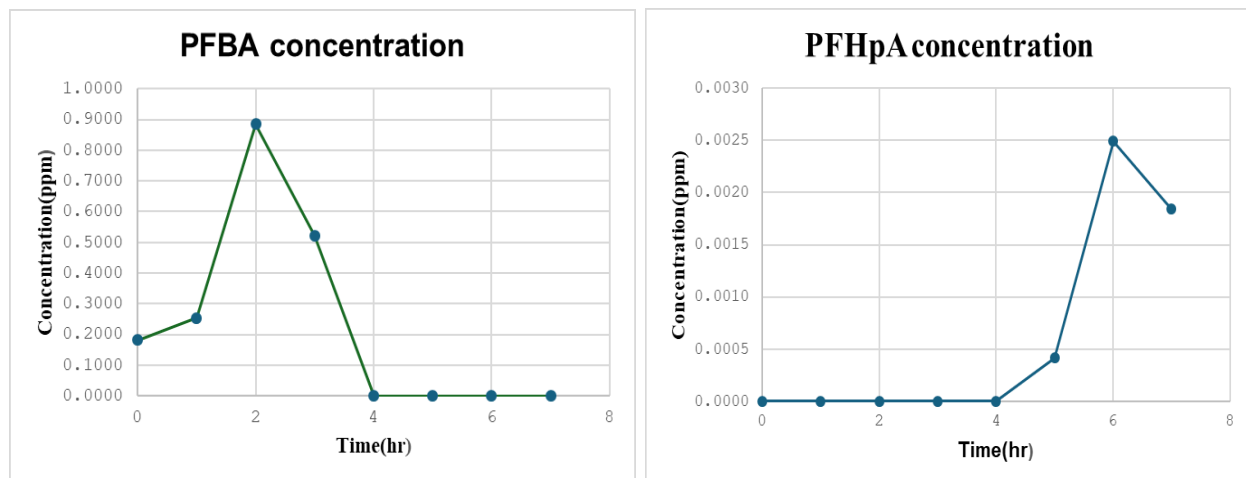 PFBA concentration
Concentration(ppm)
1.0000
0.9000
0.8000
0.7000
0.6000
0.5000
0.4000
0.3000
0.2000
0.1000
0.0000
0 2 4 6 8
Time(hr)
PFHpA concentration
Concentration(ppm)
0.0030
0.0025
0.0020
0.0015
0.0010
0.0005
0.0000
0 2 4 6 8
Time(hr)